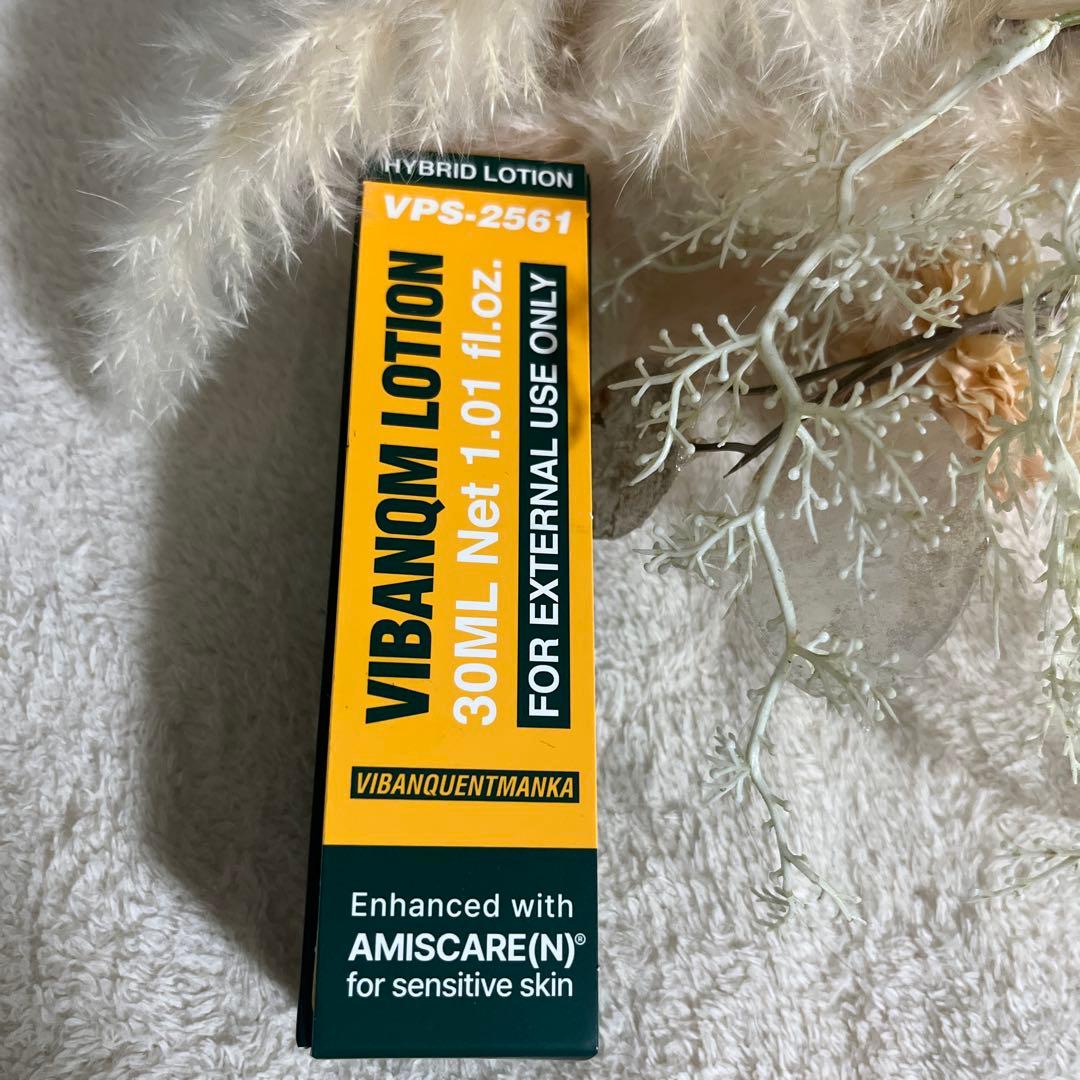 HYBRID LOTION
VPS-2561
VIBANQM LOTION
30ML Net 1.01 fl.oz.
FOR EXTERNAL USE ONLY
VIBANQUENTMANKA
Enhanced with
AMISCARE(N)®
for sensitive skin